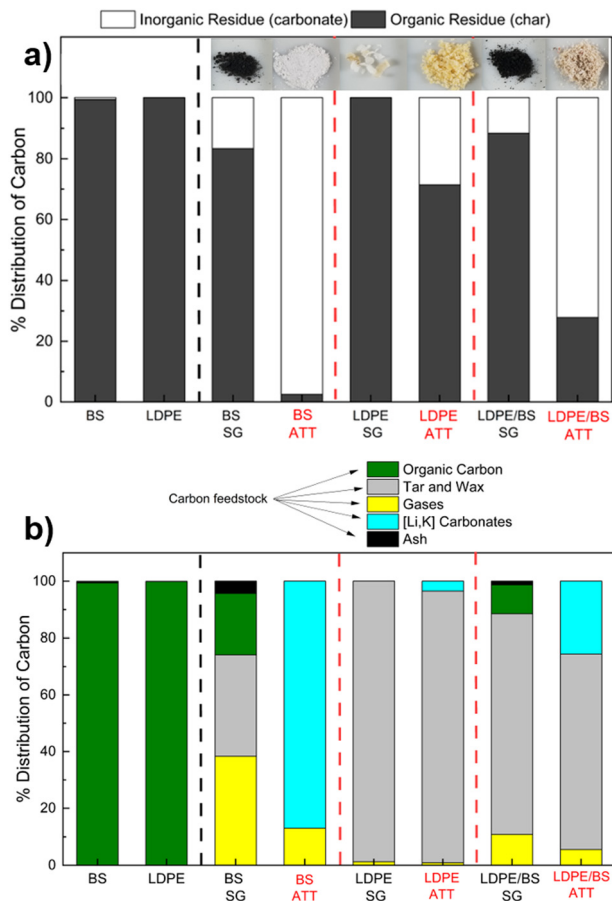 Inorganic Residue (carbonate) Organic Residue (char)
a)
100
80
60
40
20
0
% Distribution of Carbon
BS LDPE BS SG BS ATT LDPE SG LDPE ATT LDPE/BS SG LDPE/BS ATT
Carbon feedstock
Organic Carbon
Tar and Wax
Gases
[Li,K] Carbonates
Ash
b)
100
80
60
40
20
0
% Distribution of Carbon
BS LDPE BS SG BS ATT LDPE SG LDPE ATT LDPE/BS SG LDPE/BS ATT